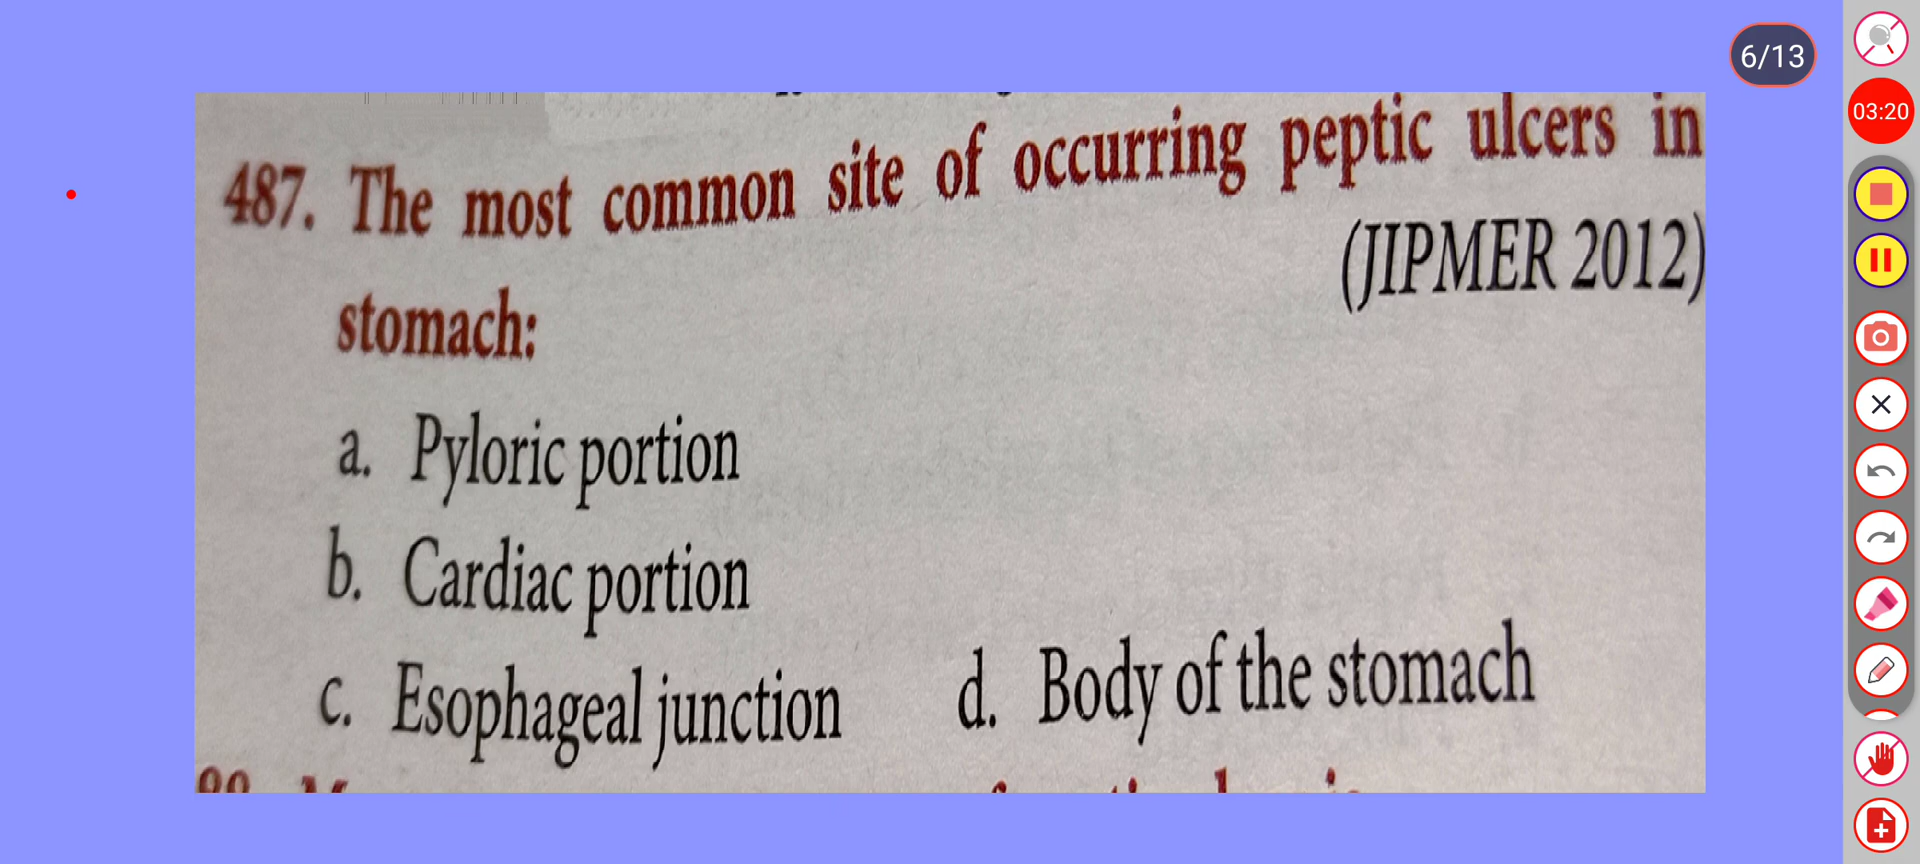 6/13
03:20
487. The most common site of occurring peptic ulcers in
stomach:
(JIPMER 2012)
a. Pyloric portion
b. Cardiac portion
c. Esophageal junction d. Body of the stomach